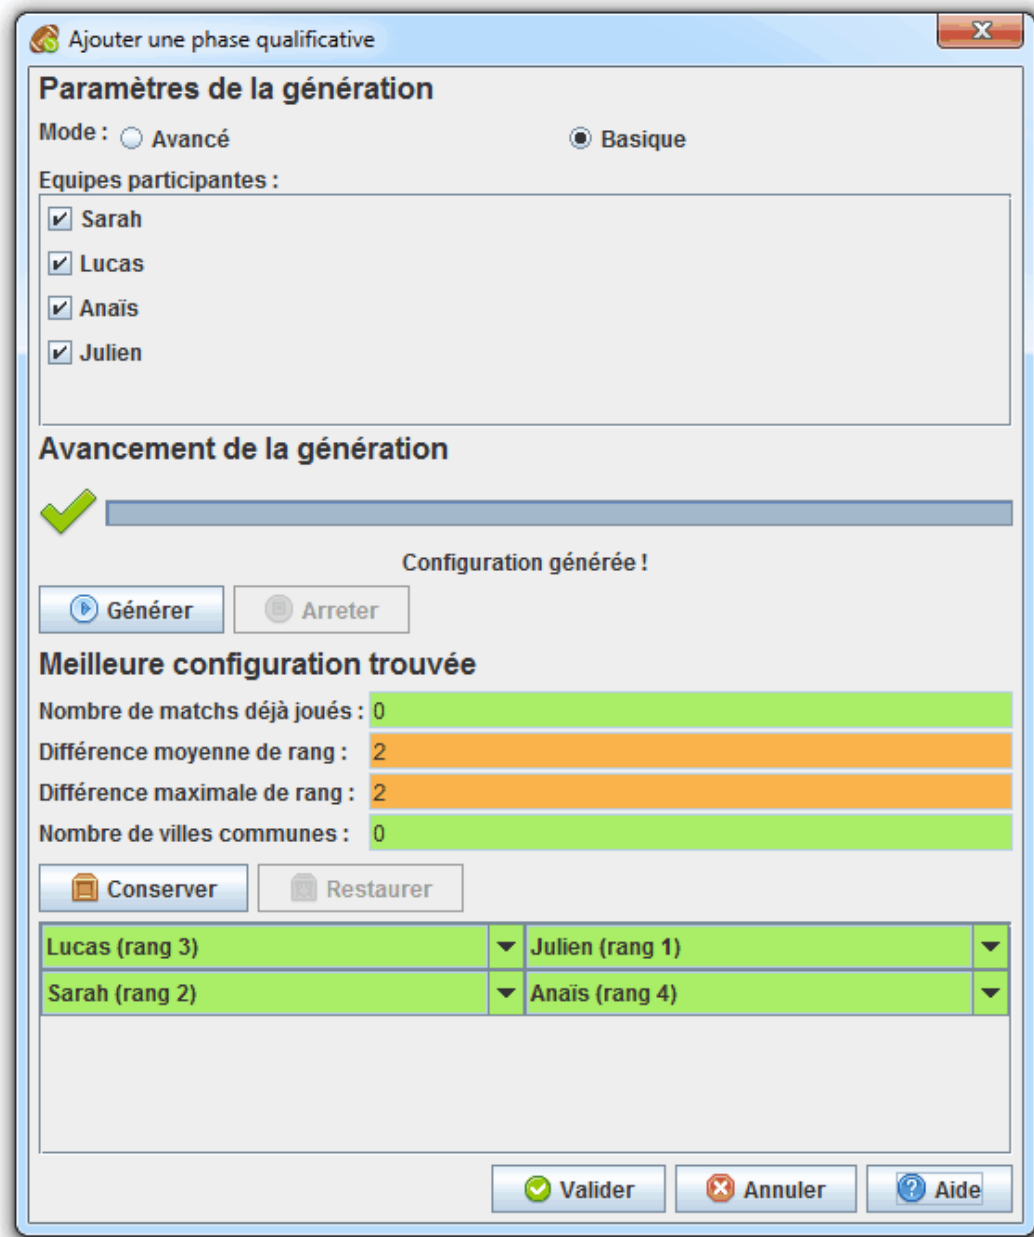 Ajouter une phase qualificative
Paramètres de la génération
Mode : Avancé Basique
Equipes participantes :
Sarah
Lucas
Anaïs
Julien
Avancement de la génération
Configuration générée !
Générer Arreter
Meilleure configuration trouvée
Nombre de matchs déjà joués : 0
Différence moyenne de rang : 2
Différence maximale de rang : 2
Nombre de villes communes : 0
Conserver Restaurer
Lucas (rang 3) Julien (rang 1)
Sarah (rang 2) Anaïs (rang 4)
Valider Annuler Aide